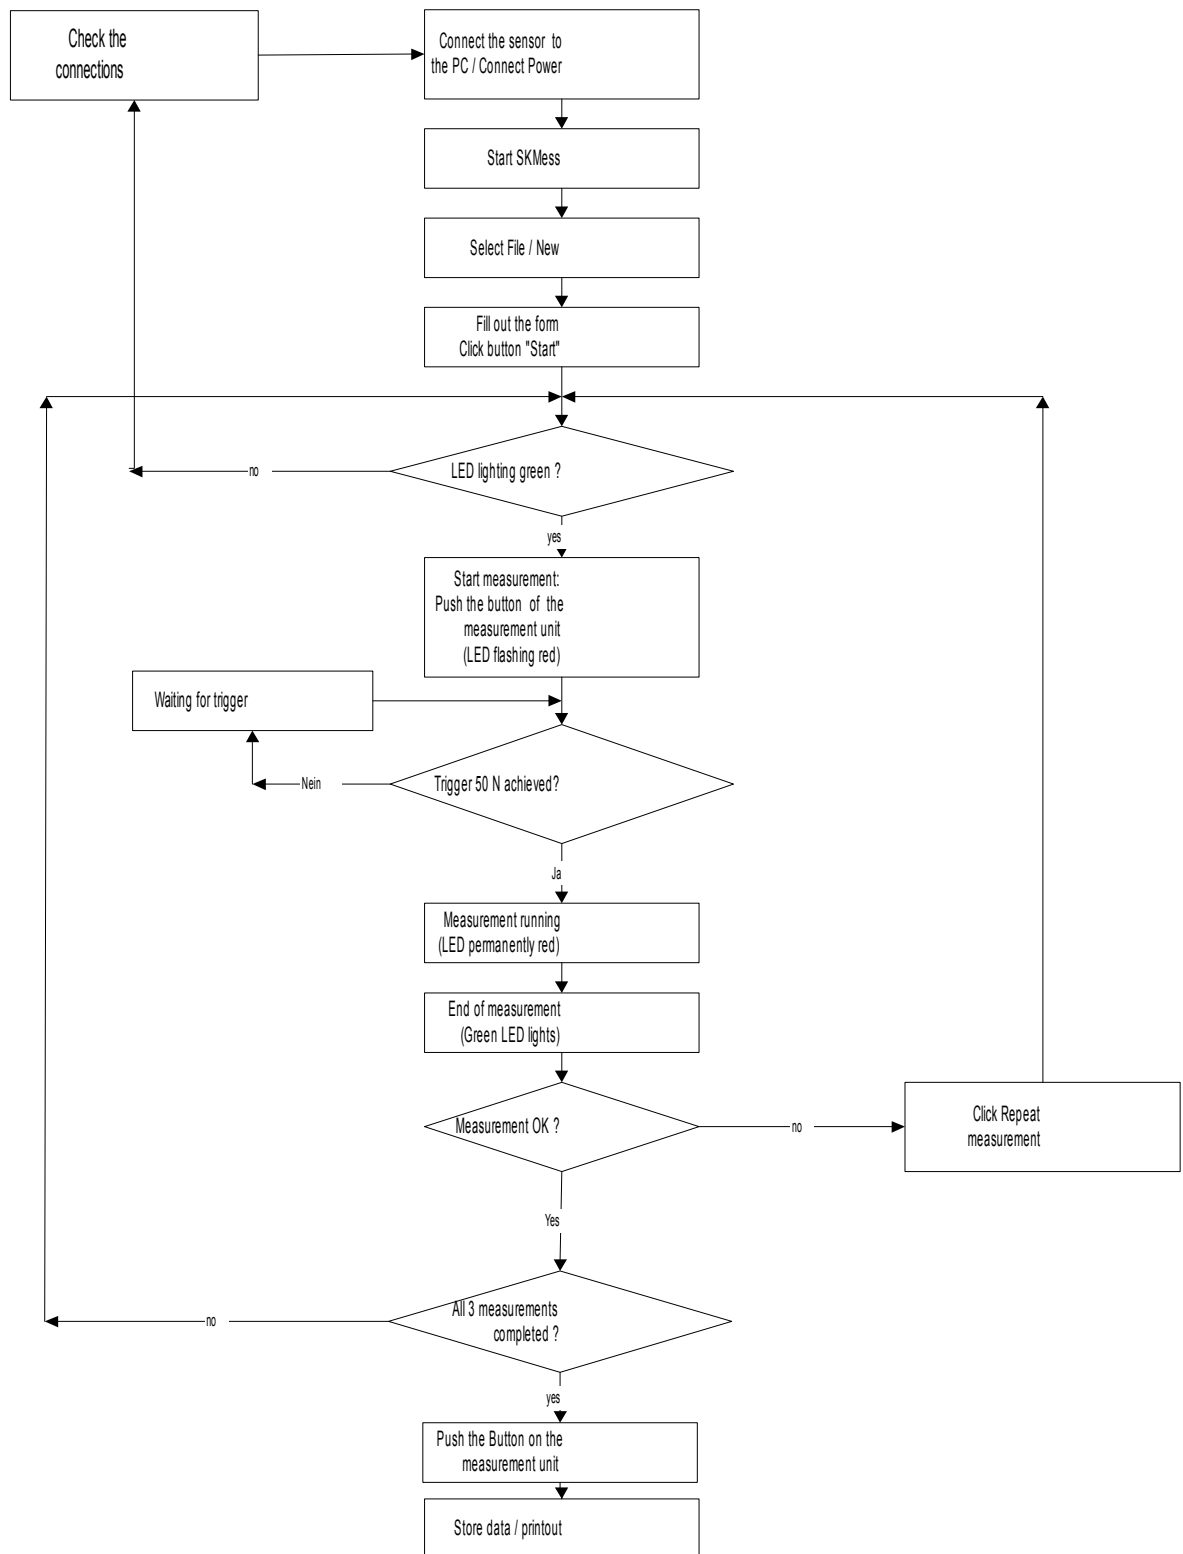 Check the
connections
Connect the sensor to
the PC / Connect Power
Start SKMess
Select File / New
Fill out the form
Click button "Start"
LED lighting green ?
no
yes
Start measurement:
Push the button of the
measurement unit
(LED flashing red)
Waiting for trigger
Trigger 50 N achieved?
Nein
Ja
Measurement running
(LED permanently red)
End of measurement
(Green LED lights)
Measurement OK ?
no
Click Repeat
measurement
Yes
All 3 measurements
completed ?
no
yes
Push the Button on the
measurement unit
Store data / printout